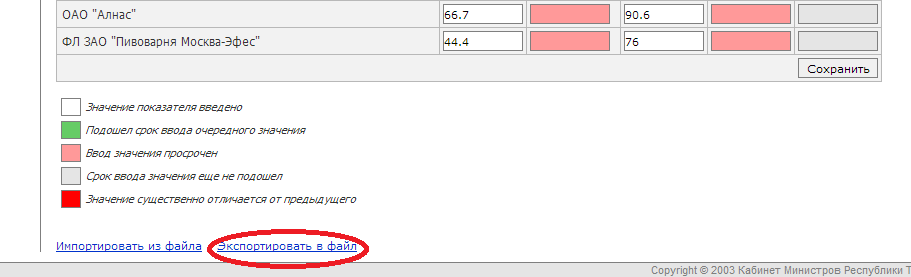 ОАО "Алнас" 66.7 90.6
ФЛ ЗАО "Пивоварня Москва-Эфес" 44.4 76
Сохранить
Значение показателя введено
Подошел срок ввода очередного значения
Ввод значения просрочен
Срок ввода значения еще не подошел
Значение существенно отличается от предыдущего
Импортировать из файла Экспортировать в файл
Copyright © 2003 Кабинет Министров Республики Т